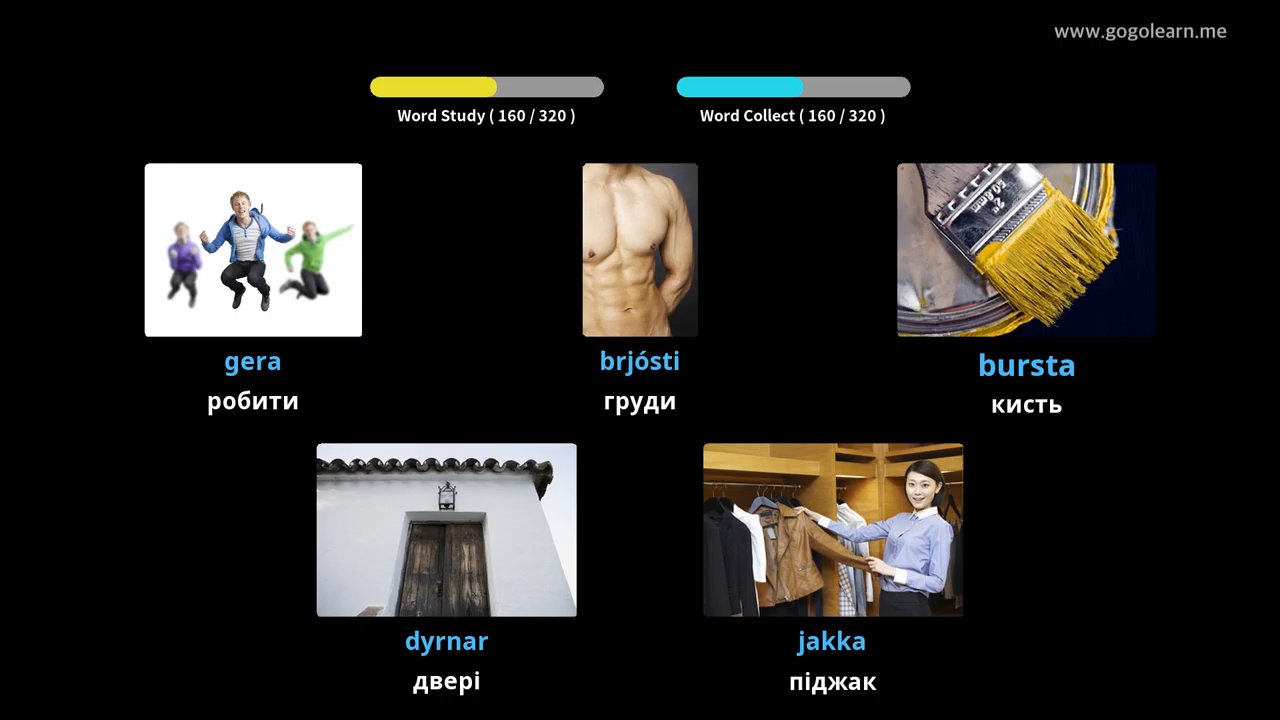 www.gogolearn.me
Word Study ( 160 / 320 )
Word Collect ( 160 / 320 )
gera
робити
brjósti
груди
bursta
кисть
dyrnar
двері
jakka
піджак